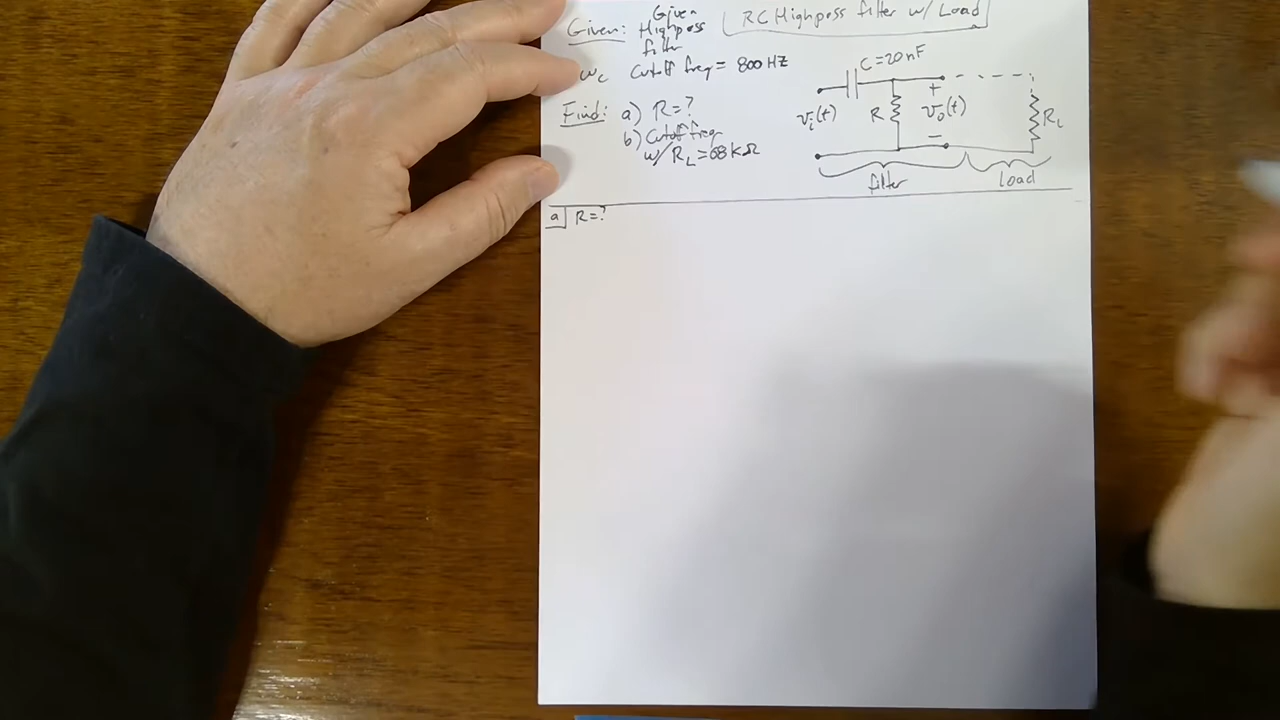 RC Highpass filter w/ Load
Given: Given
Highpass
filter
ωc Cutoff freq = 800 HZ
Find: a) R=?
b) Cutoff freq
w/ RL = 68 kΩ
C = 20 nF
vi(t)
R
+
vo(t)
−
RL
filter
Load
a R=?